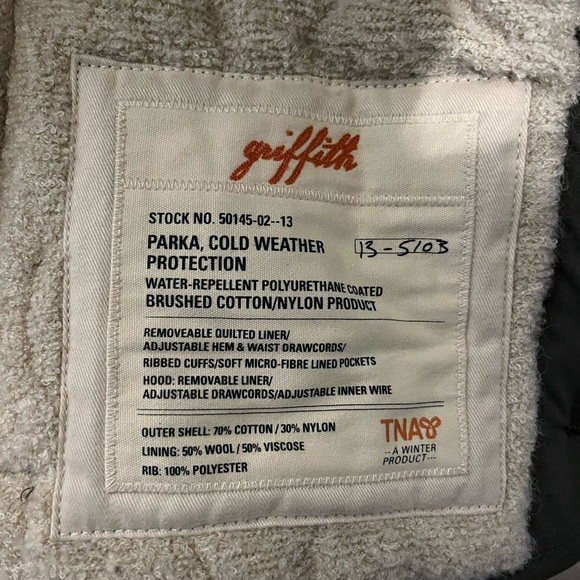 griffith
STOCK NO. 50145-02--13
PARKA, COLD WEATHER
PROTECTION
13-510B
WATER-REPELLENT POLYURETHANE COATED
BRUSHED COTTON/NYLON PRODUCT
REMOVEABLE QUILTED LINER/
ADJUSTABLE HEM & WAIST DRAWCORDS/
RIBBED CUFFS/SOFT MICRO-FIBRE LINED POCKETS
HOOD: REMOVABLE LINER/
ADJUSTABLE DRAWCORDS/ADJUSTABLE INNER WIRE
OUTER SHELL: 70% COTTON / 30% NYLON
LINING: 50% WOOL / 50% VISCOSE
RIB: 100% POLYESTER
TNA
--A WINTER
PRODUCT---